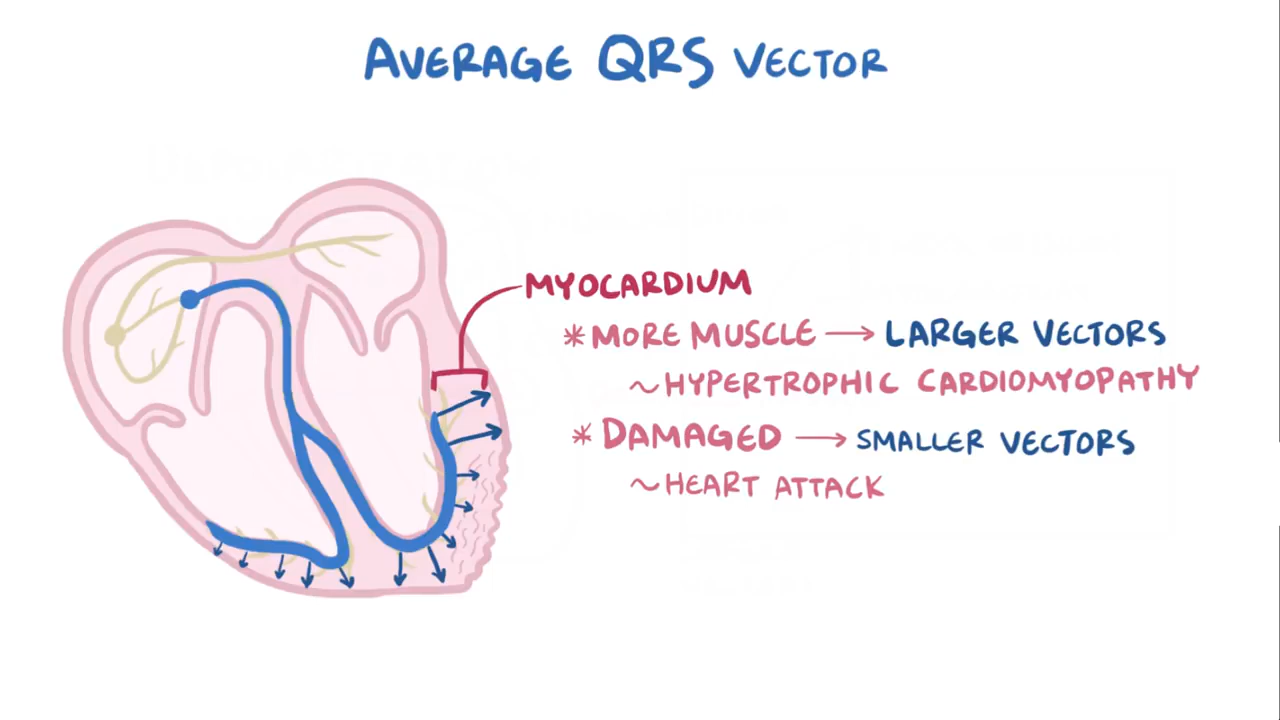 AVERAGE QRS VECTOR
MYOCARDIUM
* MORE MUSCLE → LARGER VECTORS
~ HYPERTROPHIC CARDIOMYOPATHY
* DAMAGED → SMALLER VECTORS
~ HEART ATTACK